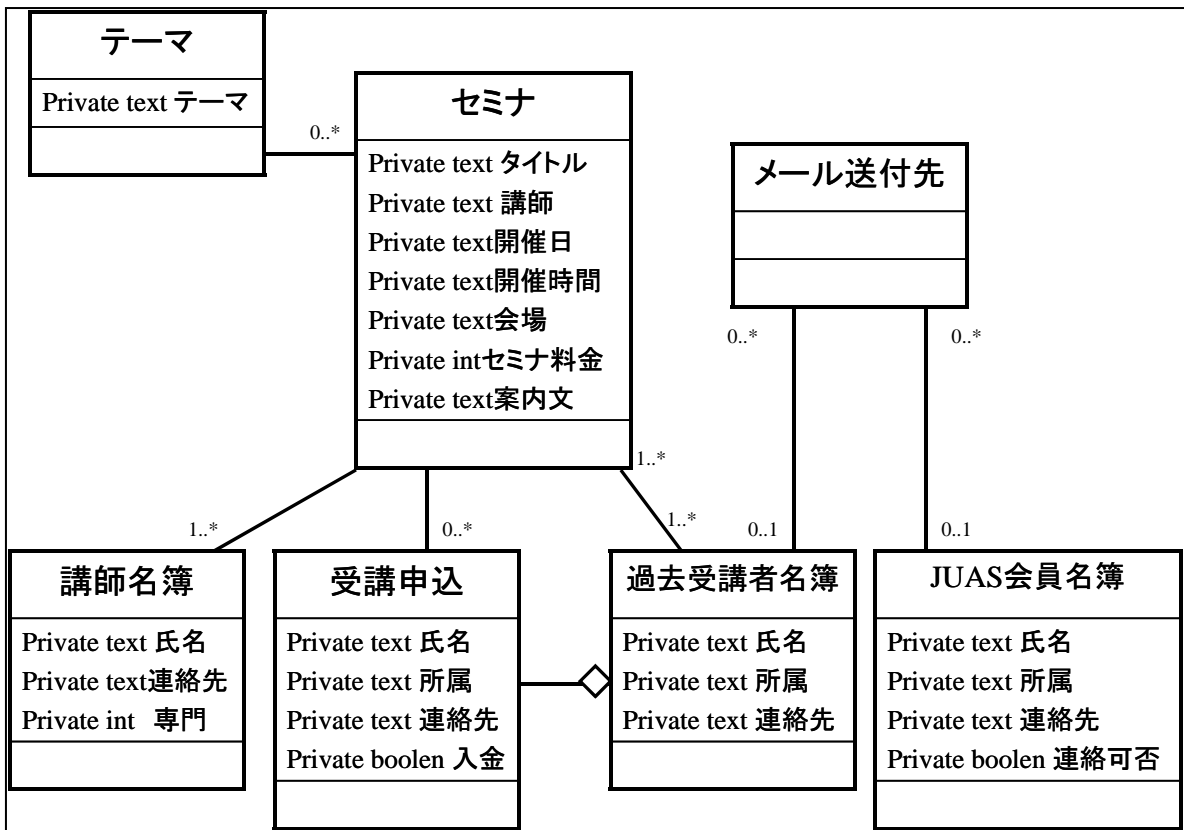 テーマ
Private text テーマ
0..*
セミナ
Private text タイトル
Private text 講師
Private text開催日
Private text開催時間
Private text会場
Private intセミナ料金
Private text案内文
メール送付先
0..*
0..*
1..*
1..*
0..*
1..*
0..1
0..1
講師名簿
Private text 氏名
Private text連絡先
Private int 専門
受講申込
Private text 氏名
Private text 所属
Private text 連絡先
Private boolen 入金
過去受講者名簿
Private text 氏名
Private text 所属
Private text 連絡先
JUAS会員名簿
Private text 氏名
Private text 所属
Private text 連絡先
Private boolen 連絡可否